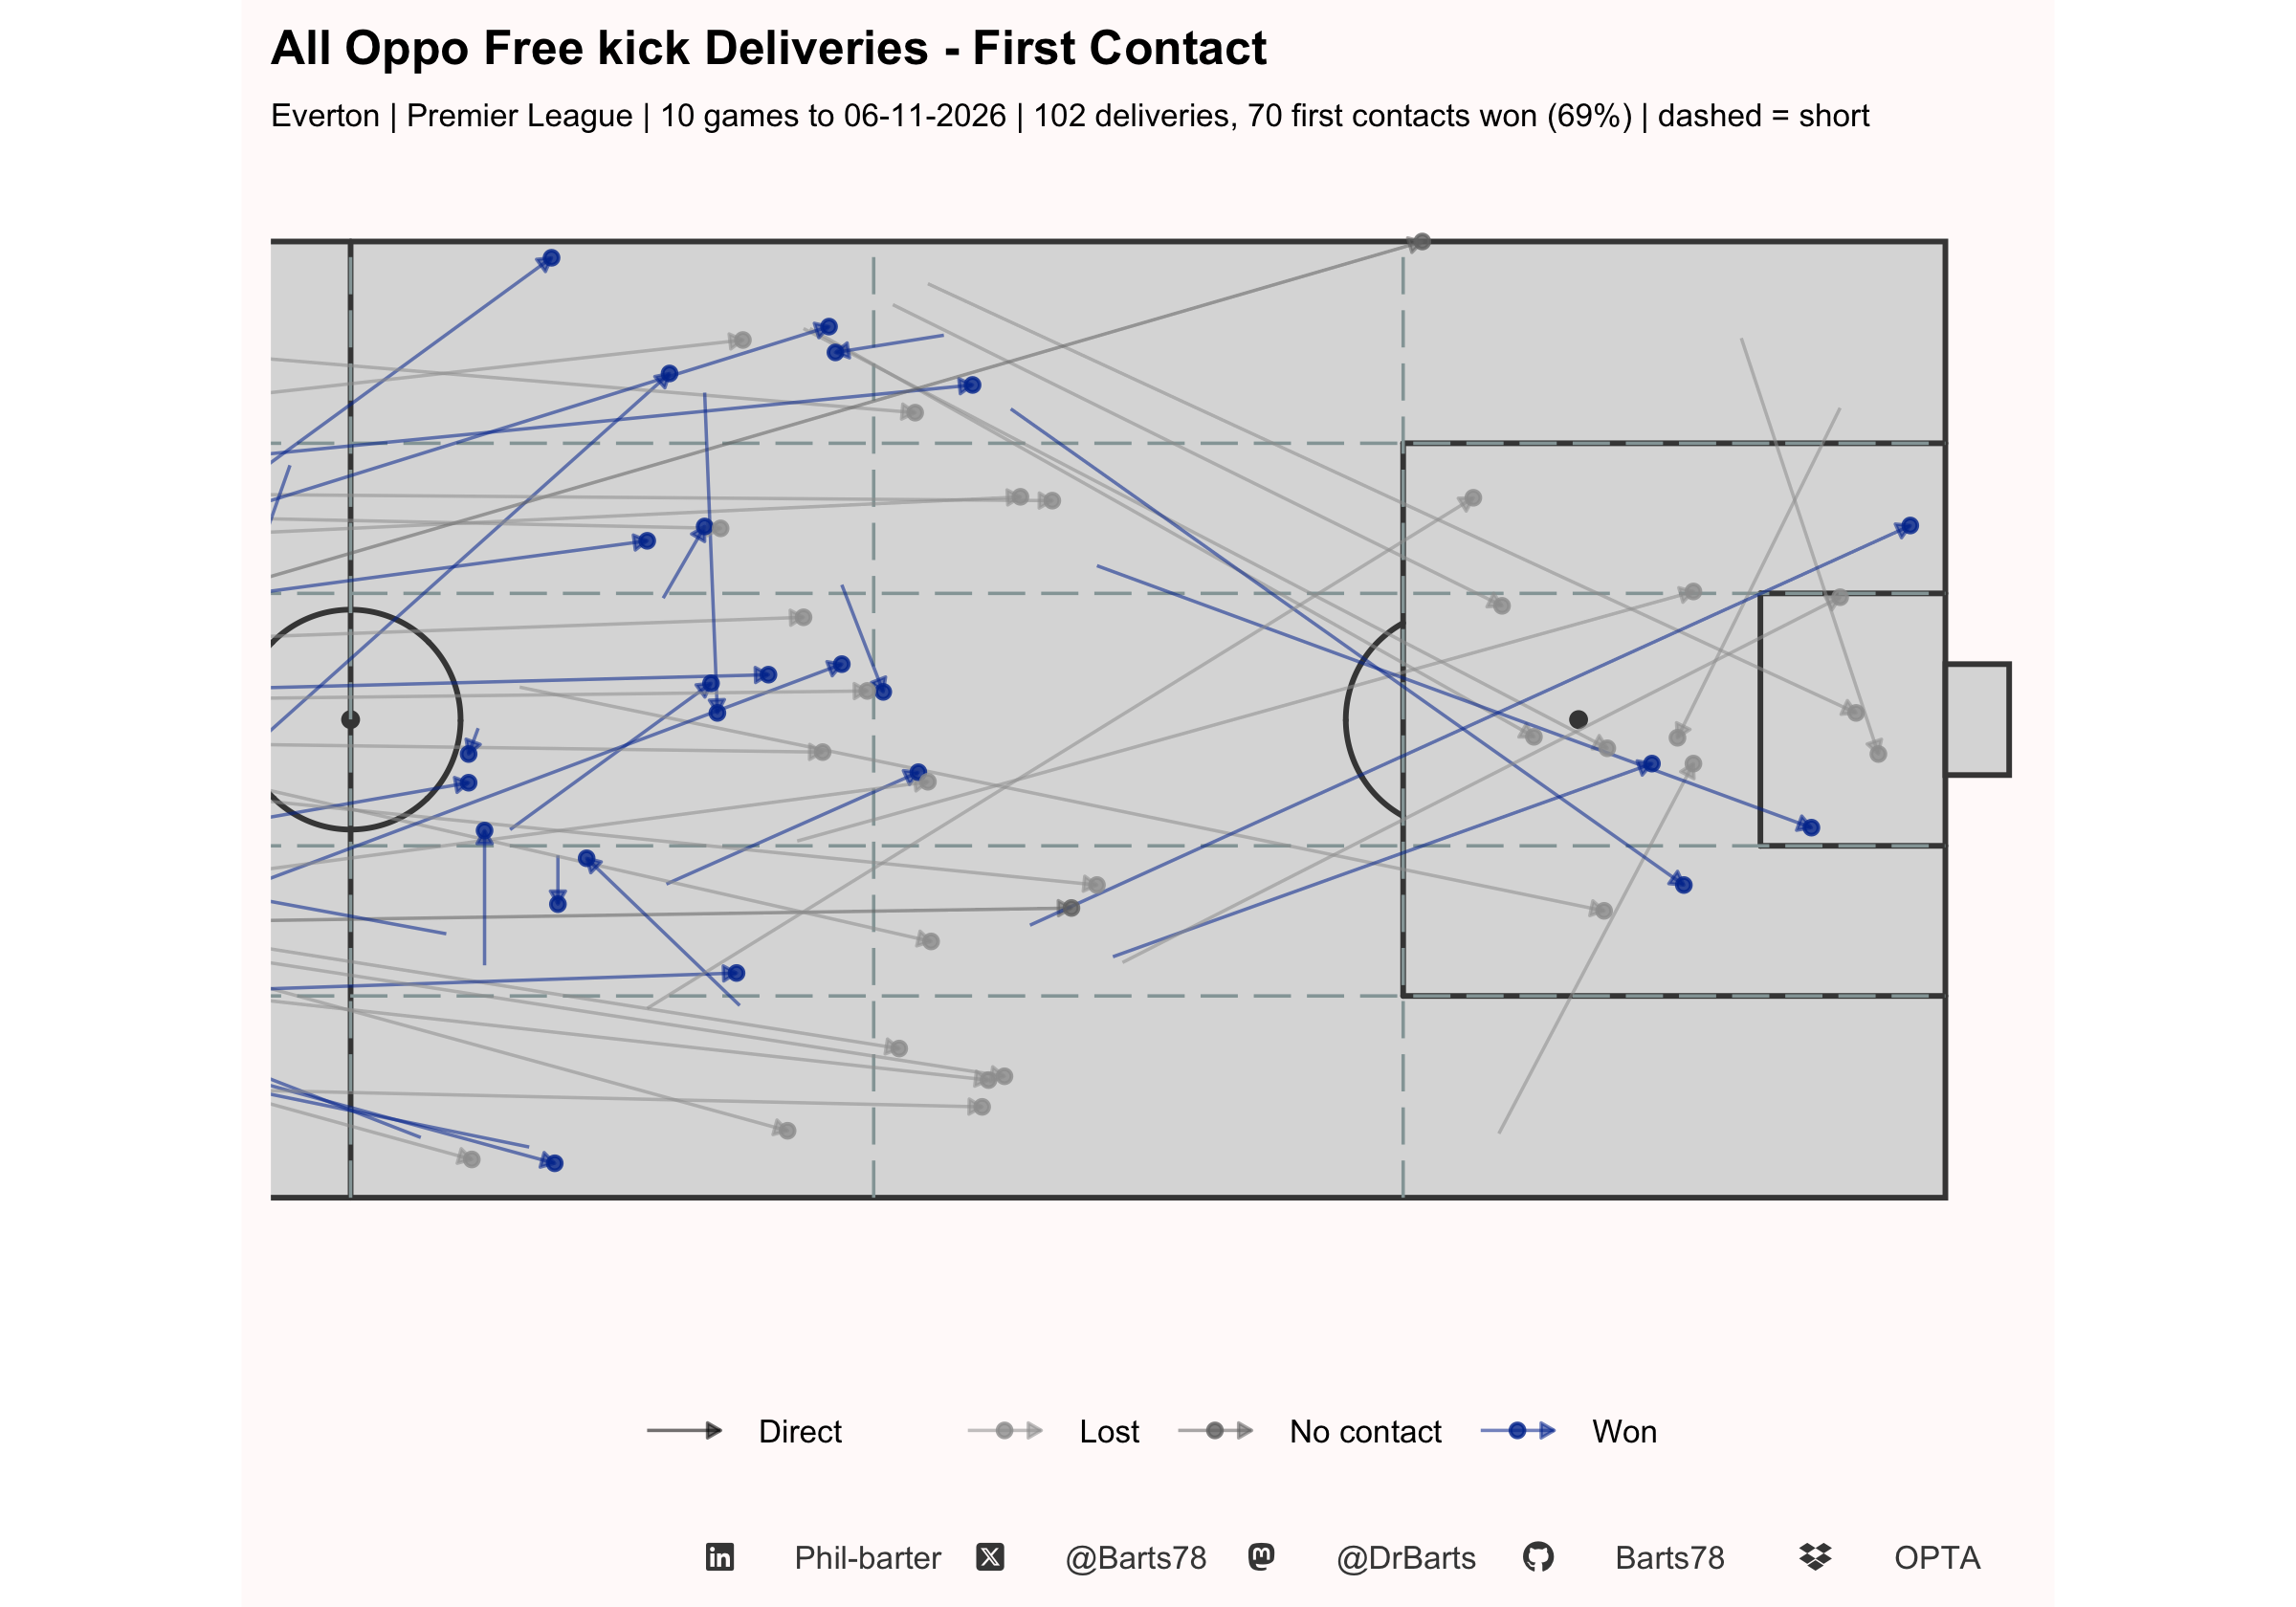 All Oppo Free kick Deliveries - First Contact
Everton | Premier League | 10 games to 06-11-2026 | 102 deliveries, 70 first contacts won (69%) | dashed = short
Direct Lost No contact Won
Phil-barter @Barts78 @DrBarts Barts78 OPTA